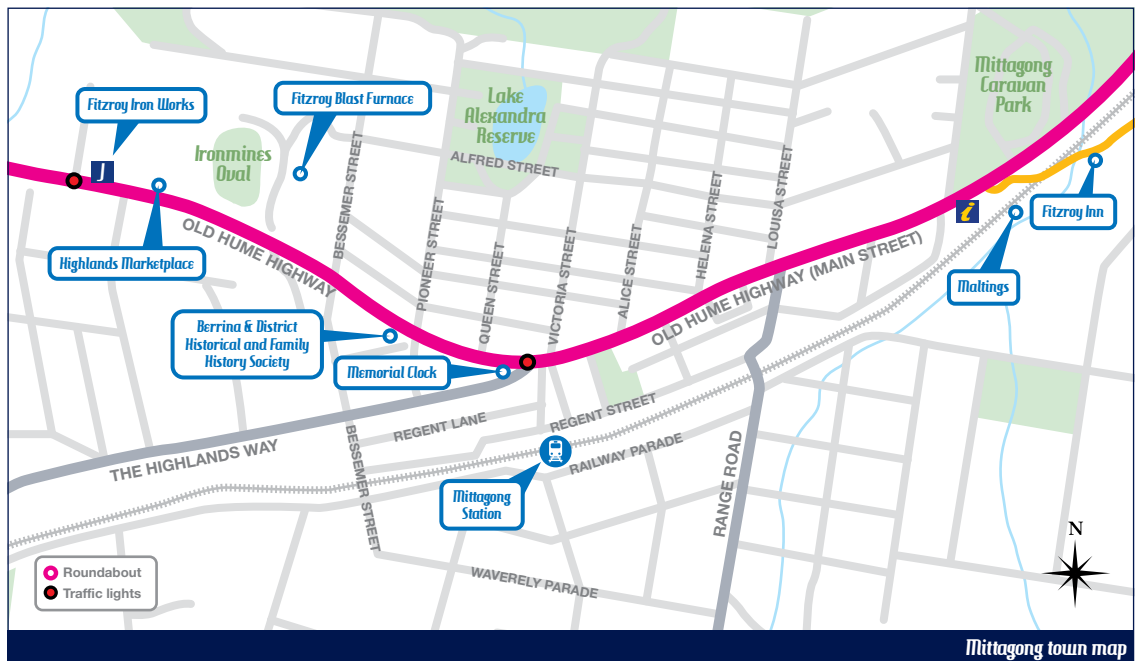 Mittagong
Caravan
Park
Fitzroy Iron Works
Fitzroy Blast Furnace
Lake
Alexandra
Reserve
Ironmines
Oval
ALFRED STREET
J
BESSEMER STREET
PIONEER STREET
QUEEN STREET
VICTORIA STREET
ALICE STREET
HELENA STREET
LOUISA STREET
i
Fitzroy Inn
Maltings
Highlands Marketplace
OLD HUME HIGHWAY
OLD HUME HIGHWAY (MAIN STREET)
Berrina & District
Historical and Family
History Society
Memorial Clock
REGENT LANE
REGENT STREET
THE HIGHLANDS WAY
BESSEMER STREET
RAILWAY PARADE
RANGE ROAD
Mittagong
Station
WAVERELY PARADE
N
Roundabout
Traffic lights
Mittagong town map